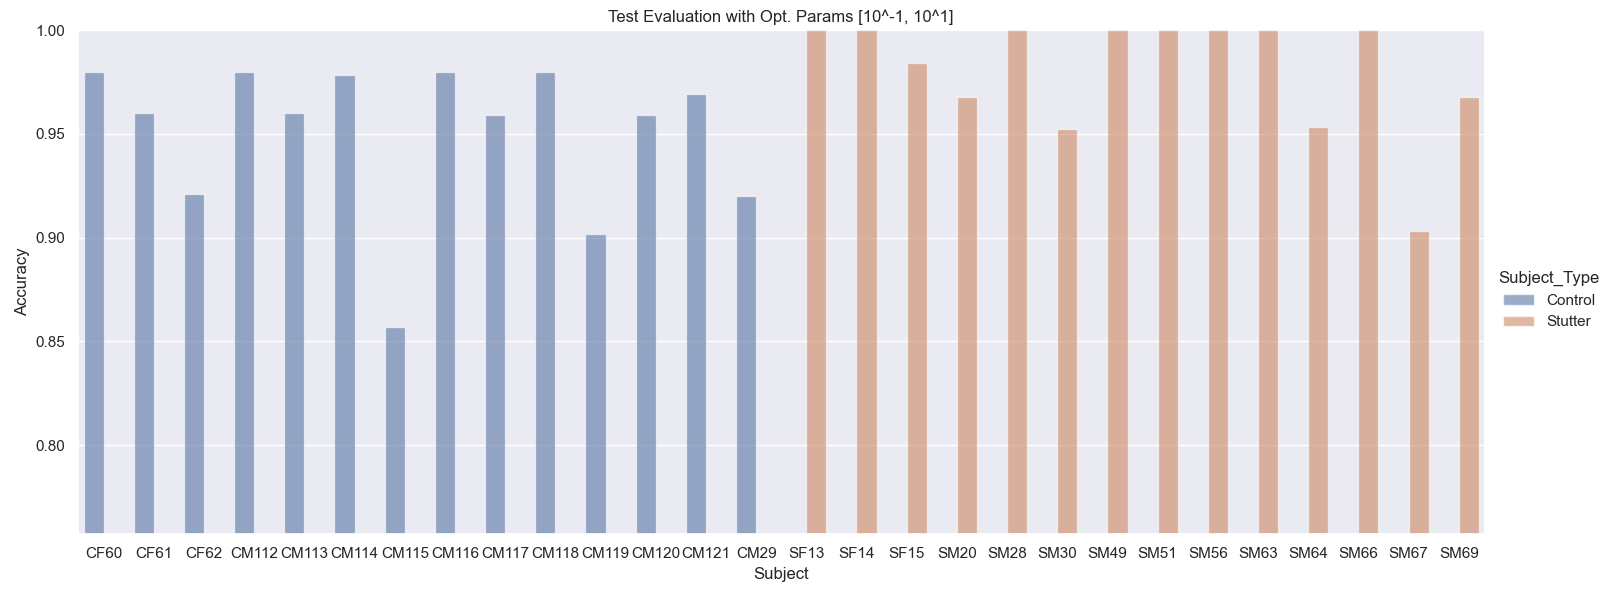 Test Evaluation with Opt. Params [10^-1, 10^1]
1.00
0.95
0.90
0.85
0.80
Accuracy
CF60 CF61 CF62 CM112 CM113 CM114 CM115 CM116 CM117 CM118 CM119 CM120 CM121 CM29 SF13 SF14 SF15 SM20 SM28 SM30 SM49 SM51 SM56 SM63 SM64 SM66 SM67 SM69
Subject
Subject_Type
Control
Stutter